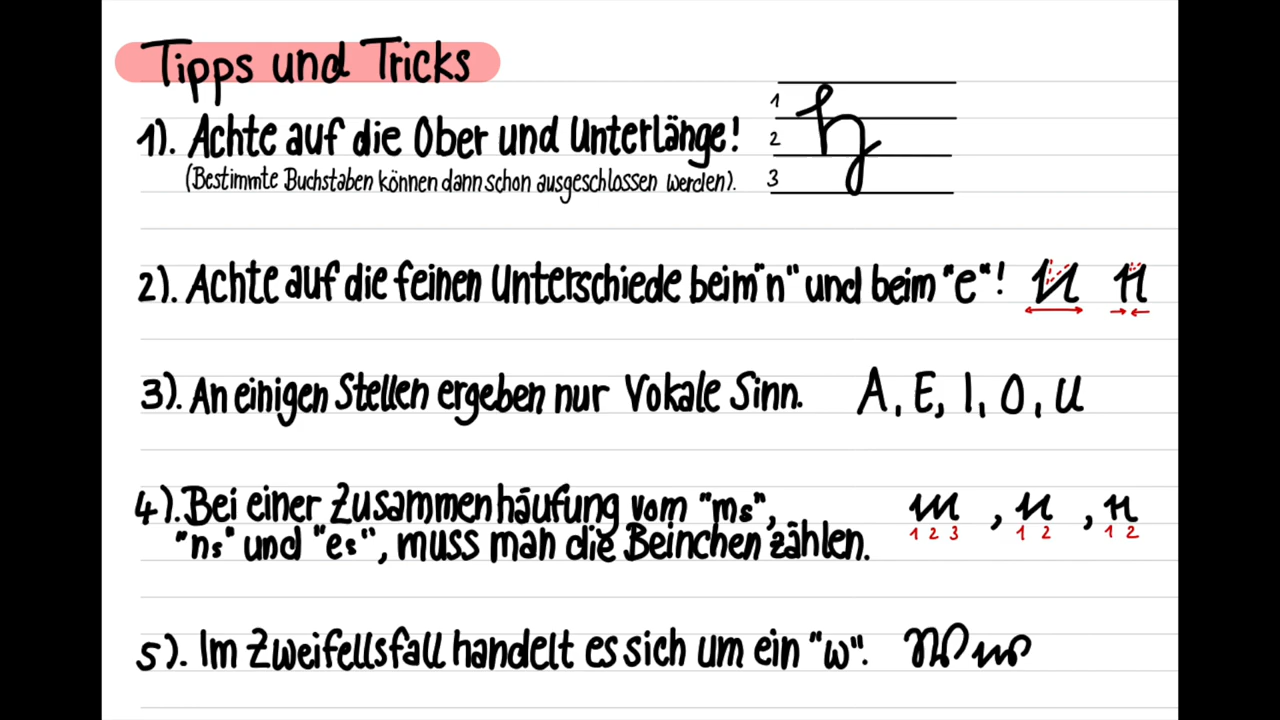 Tipps und Tricks
1). Achte auf die Ober und Unterlänge!
(Bestimmte Buchstaben können dann schon ausgeschlossen werden).
1
2
3
2). Achte auf die feinen Unterschiede beim "n" und beim "e"!
3). An einigen Stellen ergeben nur Vokale Sinn. A, E, I, O, U
4). Bei einer Zusammenhäufung vom "ms",
"ns" und "es", muss man die Beinchen zählen.
1 2 3 1 2 1 2
5). Im Zweifellsfall handelt es sich um ein "w".